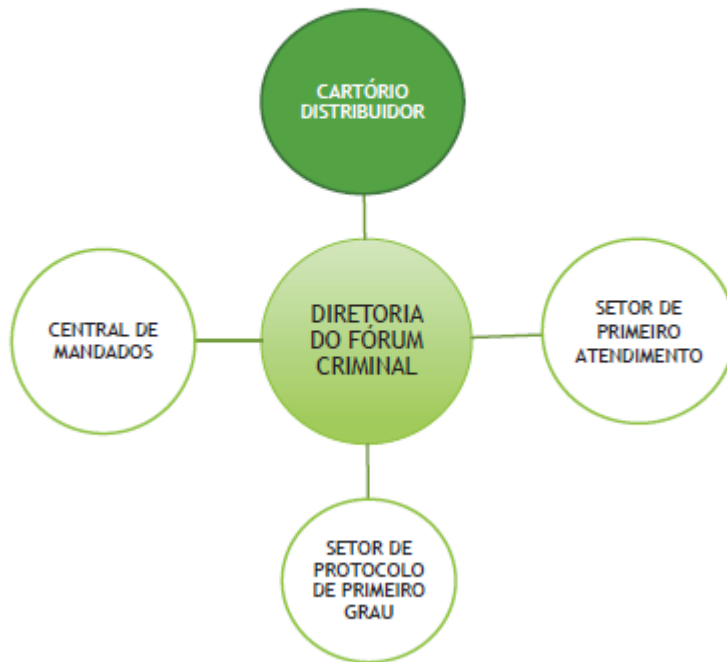 CARTÓRIO
DISTRIBUIDOR
DIRETORIA
DO FÓRUM
CRIMINAL
CENTRAL DE
MANDADOS
SETOR DE
PRIMEIRO
ATENDIMENTO
SETOR DE
PROTOCOLO
DE PRIMEIRO
GRAU